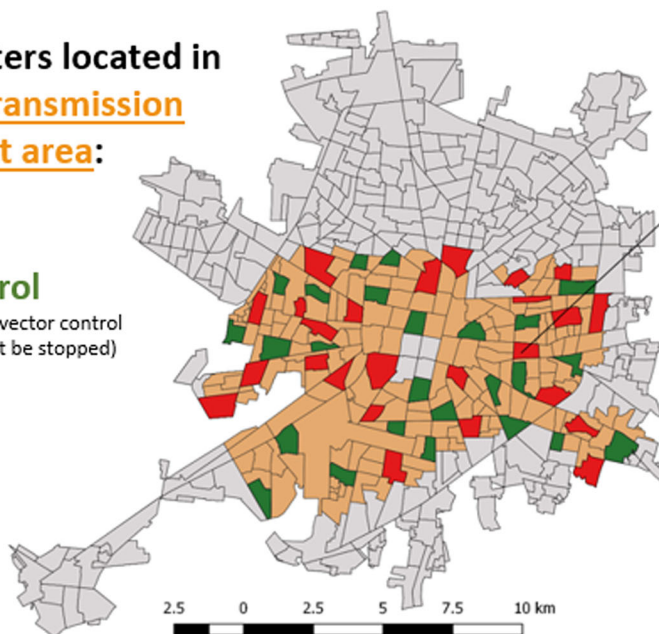 ters located in
ransmission
t area:
rol
vector control
t be stopped)
2.5 0 2.5 5 7.5 10 km